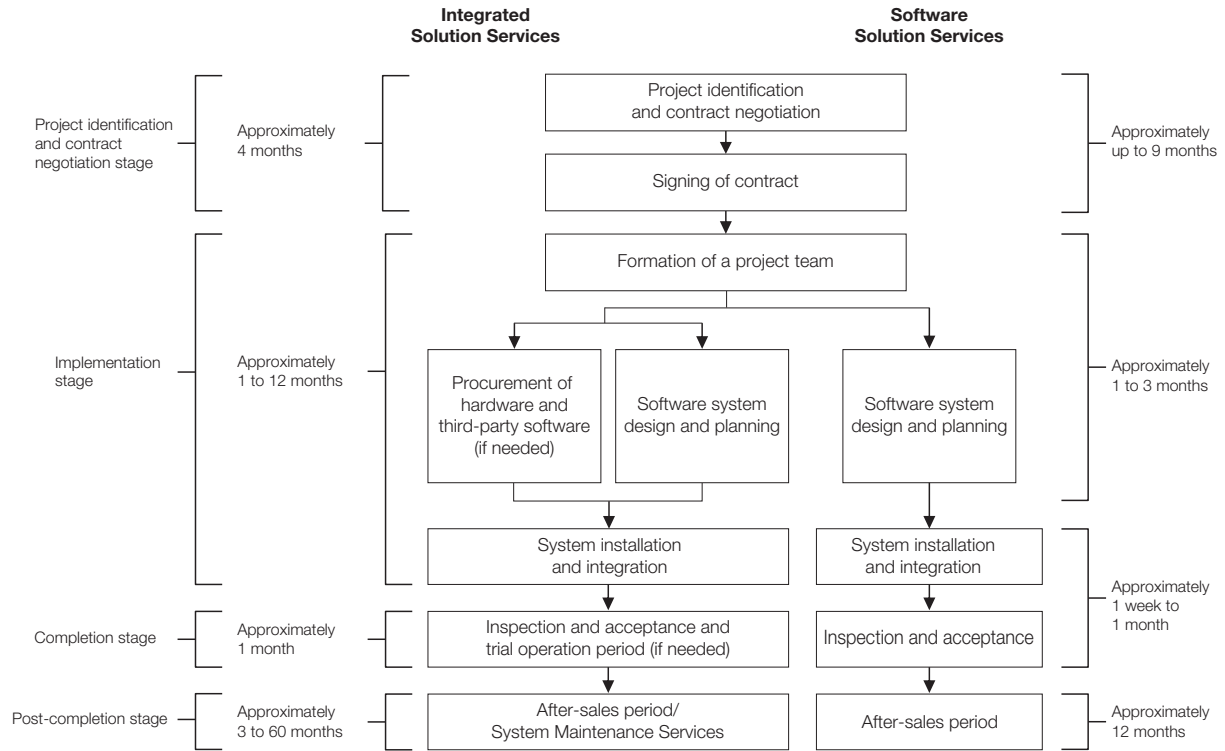 Integrated
Solution Services
Software
Solution Services
Project identification
and contract
negotiation stage
Approximately
4 months
Project identification
and contract negotiation
Signing of contract
Approximately
up to 9 months
Implementation
stage
Approximately
1 to 12 months
Formation of a project team
Procurement of
hardware and
third-party software
(if needed)
Software system
design and planning
Software system
design and planning
Approximately
1 to 3 months
System installation
and integration
System installation
and integration
Approximately
1 week to
1 month
Completion stage
Approximately
1 month
Inspection and acceptance and
trial operation period (if needed)
Inspection and acceptance
Post-completion stage
Approximately
3 to 60 months
After-sales period/
System Maintenance Services
After-sales period
Approximately
12 months